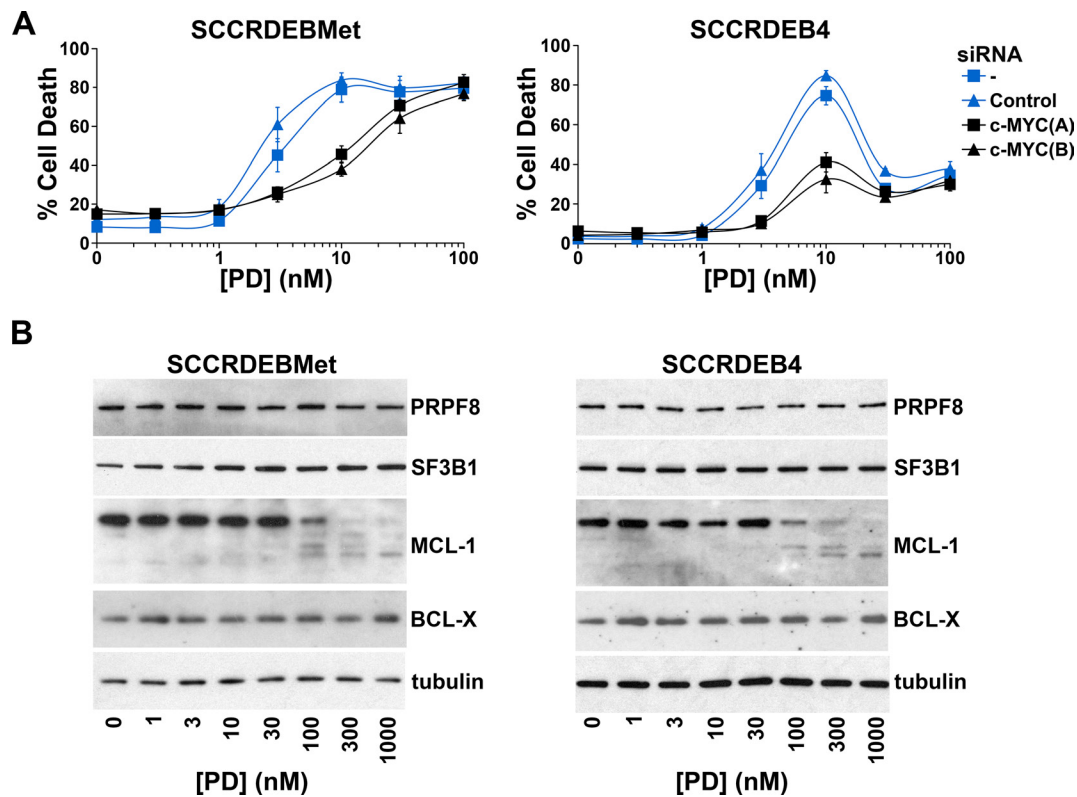 A
SCCRDEBMet
SCCRDEB4
% Cell Death
100
80
60
40
20
0
0
1
10
100
[PD] (nM)
% Cell Death
100
80
60
40
20
0
0
1
10
100
[PD] (nM)
siRNA
-
Control
c-MYC(A)
c-MYC(B)
B
SCCRDEBMet
PRPF8
SF3B1
MCL-1
BCL-X
tubulin
0 1 3 10 30 100 300 1000
[PD] (nM)
SCCRDEB4
PRPF8
SF3B1
MCL-1
BCL-X
tubulin
0 1 3 10 30 100 300 1000
[PD] (nM)